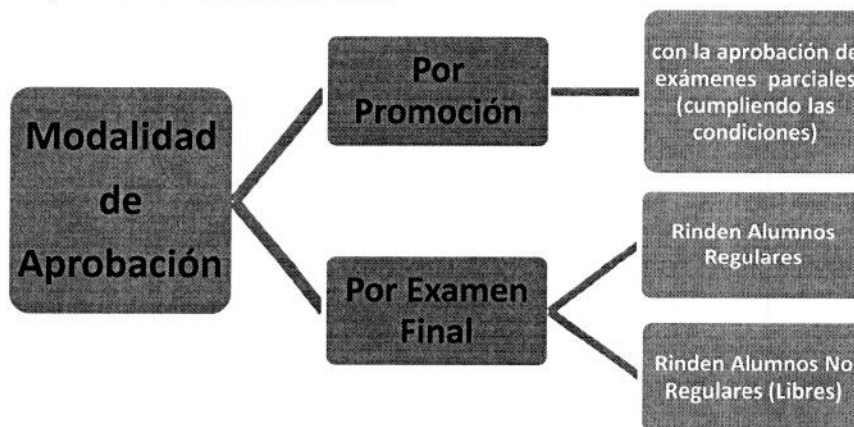 Modalidad
de
Aprobación
Por
Promoción
con la aprobación de
exámenes parciales
(cumpliendo las
condiciones)
Por Examen
Final
Rinden Alumnos
Regulares
Rinden Alumnos No
Regulares (Libres)